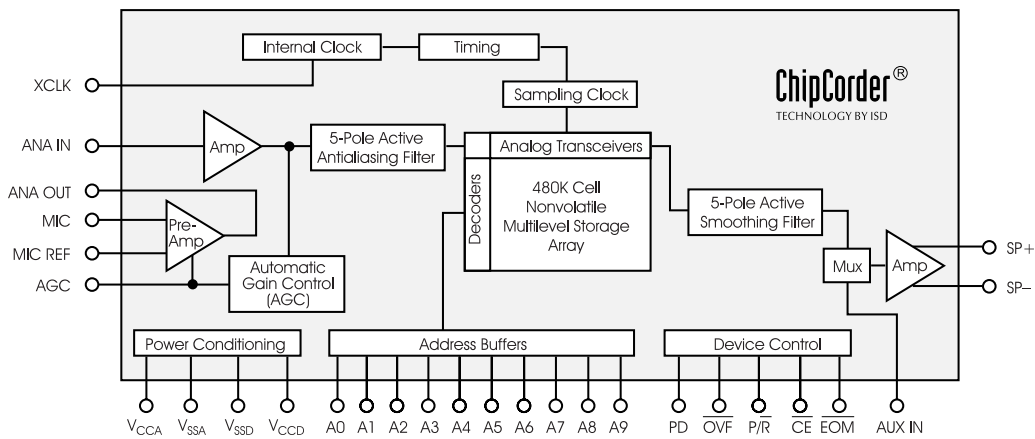 Internal Clock
Timing
XCLK
Sampling Clock
ChipCorder®
TECHNOLOGY BY ISD
ANA IN
Amp
5-Pole Active
Antialiasing Filter
Decoders
Analog Transceivers
480K Cell
Nonvolatile
Multilevel Storage
Array
ANA OUT
MIC
Pre-
Amp
MIC REF
AGC
Automatic
Gain Control
(AGC)
5-Pole Active
Smoothing Filter
Mux
Amp
SP+
SP–
Power Conditioning
Address Buffers
Device Control
VCCA VSSA VSSD VCCD A0 A1 A2 A3 A4 A5 A6 A7 A8 A9 PD O̅V̅F̅ P/R̅ C̅E̅ E̅O̅M̅ AUX IN